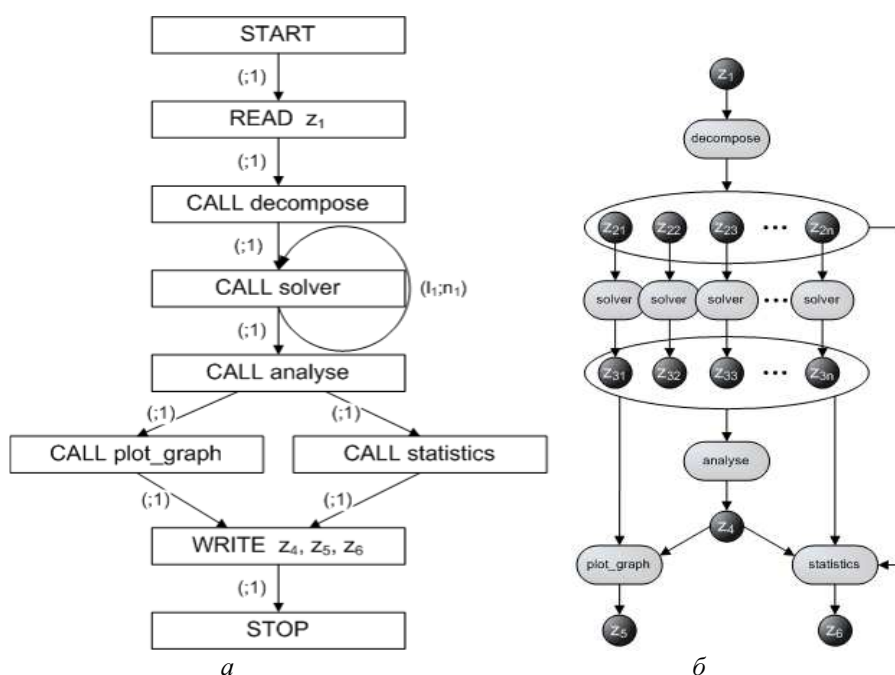 START
(;1)
READ z₁
(;1)
CALL decompose
(;1)
CALL solver
(l₁;n₁)
(;1)
CALL analyse
(;1) (;1)
CALL plot_graph CALL statistics
(;1) (;1)
WRITE z₄, z₅, z₆
(;1)
STOP
а
z₁
decompose
z₂₁ z₂₂ z₂₃ ••• z₂ₙ
solver solver solver ••• solver
z₃₁ z₃₂ z₃₃ ••• z₃ₙ
analyse
z₄
plot_graph statistics
z₅ z₆
б